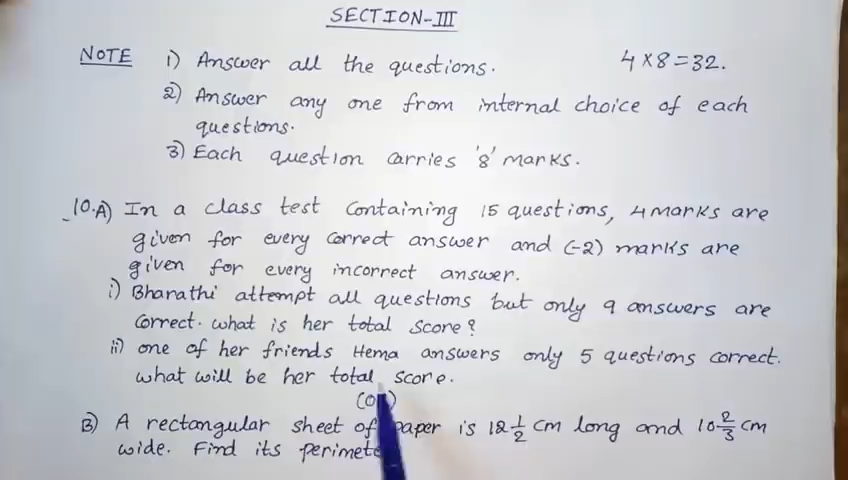 SECTION-III
NOTE 1) Answer all the questions. 4×8=32.
2) Answer any one from internal choice of each
questions.
3) Each question carries '8' marks.
10.A) In a class test containing 15 questions, 4 marks are
given for every correct answer and (-2) marks are
given for every incorrect answer.
i) Bharathi attempt all questions but only 9 answers are
correct. what is her total score?
ii) one of her friends Hema answers only 5 questions correct.
what will be her total score.
B) A rectangular sheet of paper is 12 1/2 cm long and 10 2/3 cm
wide. Find its